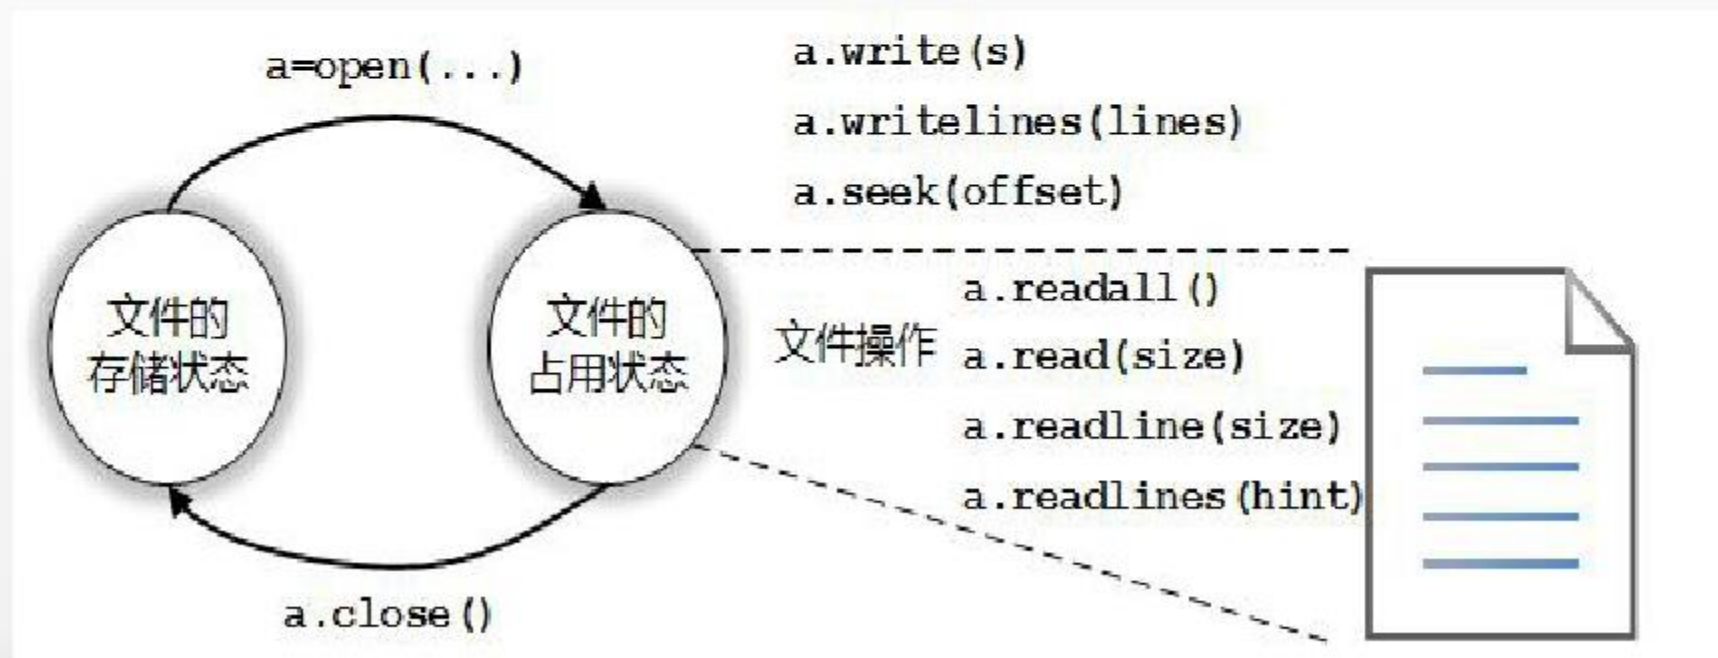 a=open(...)
a.write(s)
a.writelines(lines)
a.seek(offset)
文件的
存储状态
文件的
占用状态
文件操作
a.readall()
a.read(size)
a.readline(size)
a.readlines(hint)
a.close()